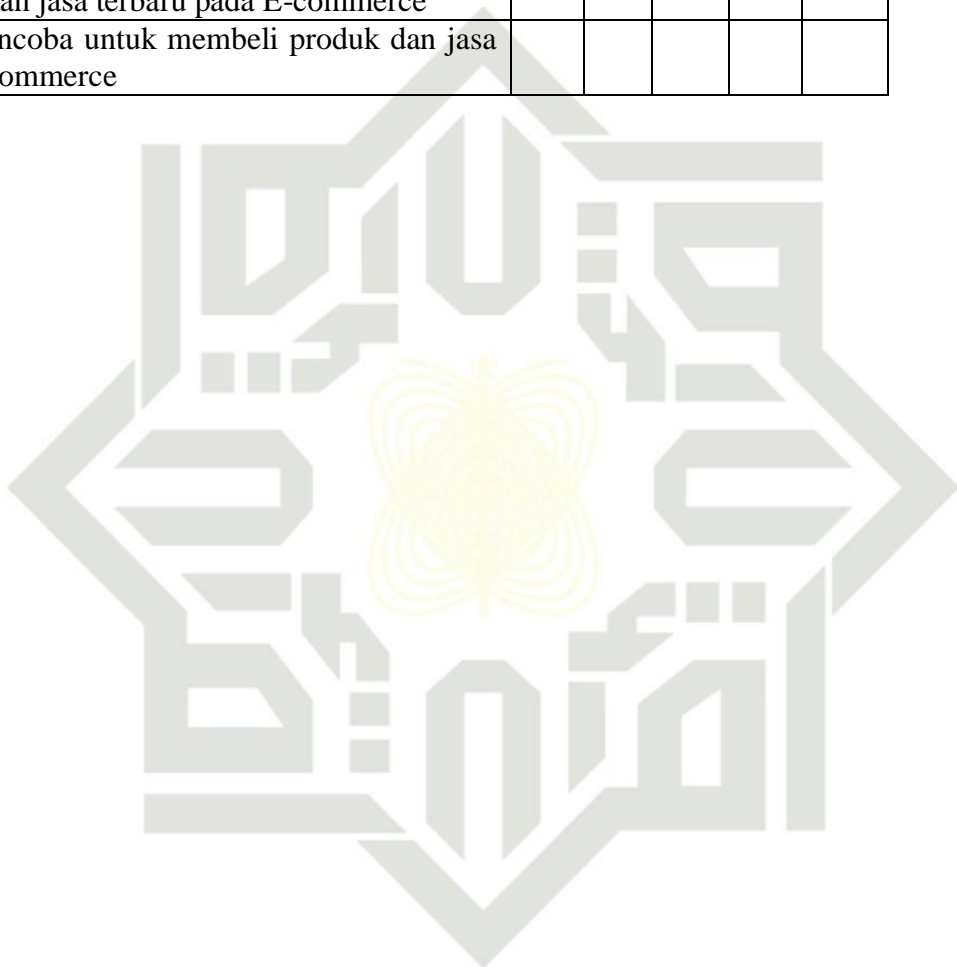 an jasa terbaru pada E-commerce
ncoba untuk membeli produk dan jasa
ommerce